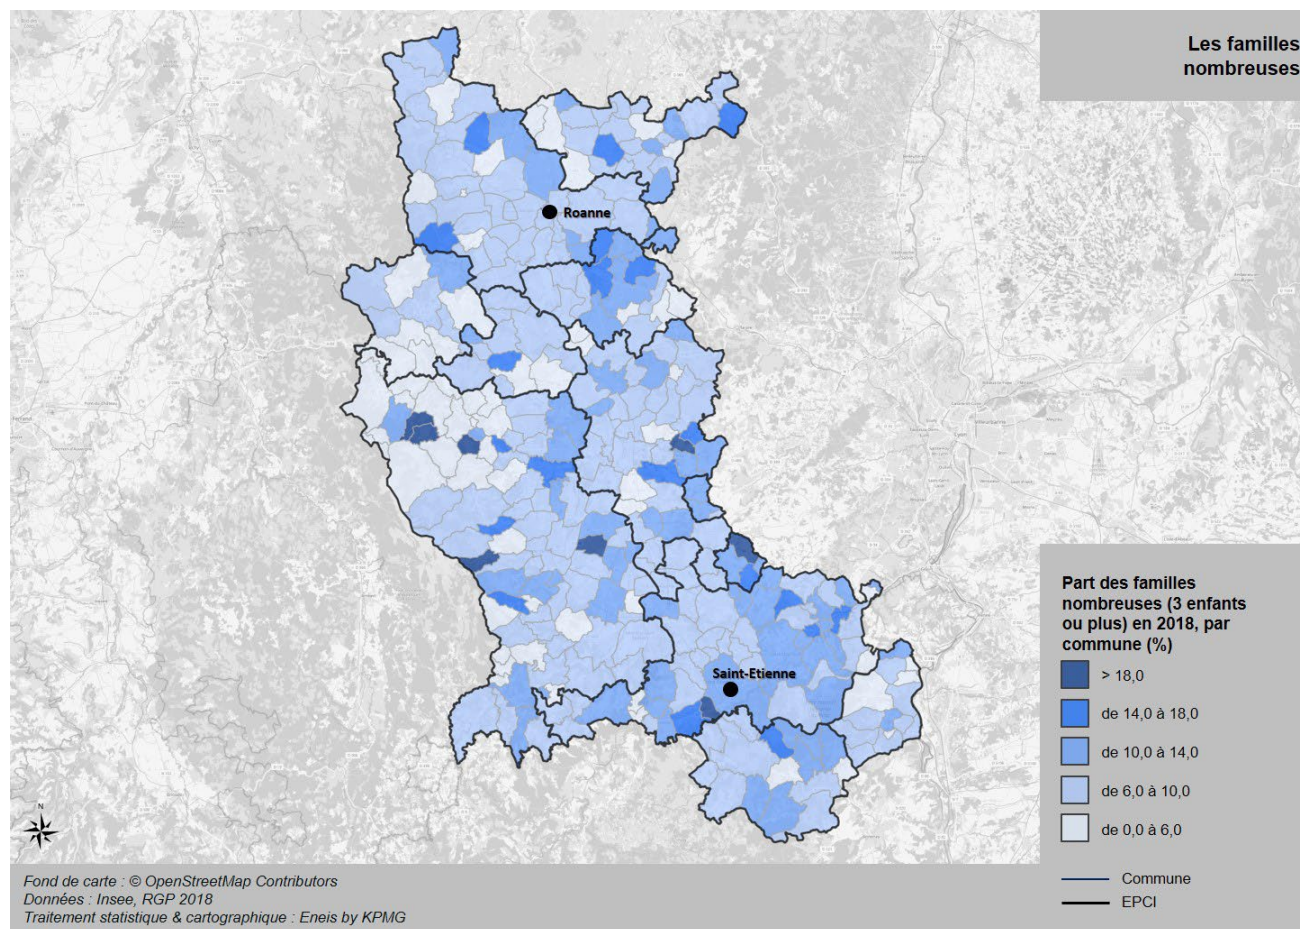 Les familles
nombreuses
Roanne
Saint-Etienne
Part des familles
nombreuses (3 enfants
ou plus) en 2018, par
commune (%)
> 18,0
de 14,0 à 18,0
de 10,0 à 14,0
de 6,0 à 10,0
de 0,0 à 6,0
Commune
EPCI
N
Fond de carte : © OpenStreetMap Contributors
Données : Insee, RGP 2018
Traitement statistique & cartographique : Eneis by KPMG